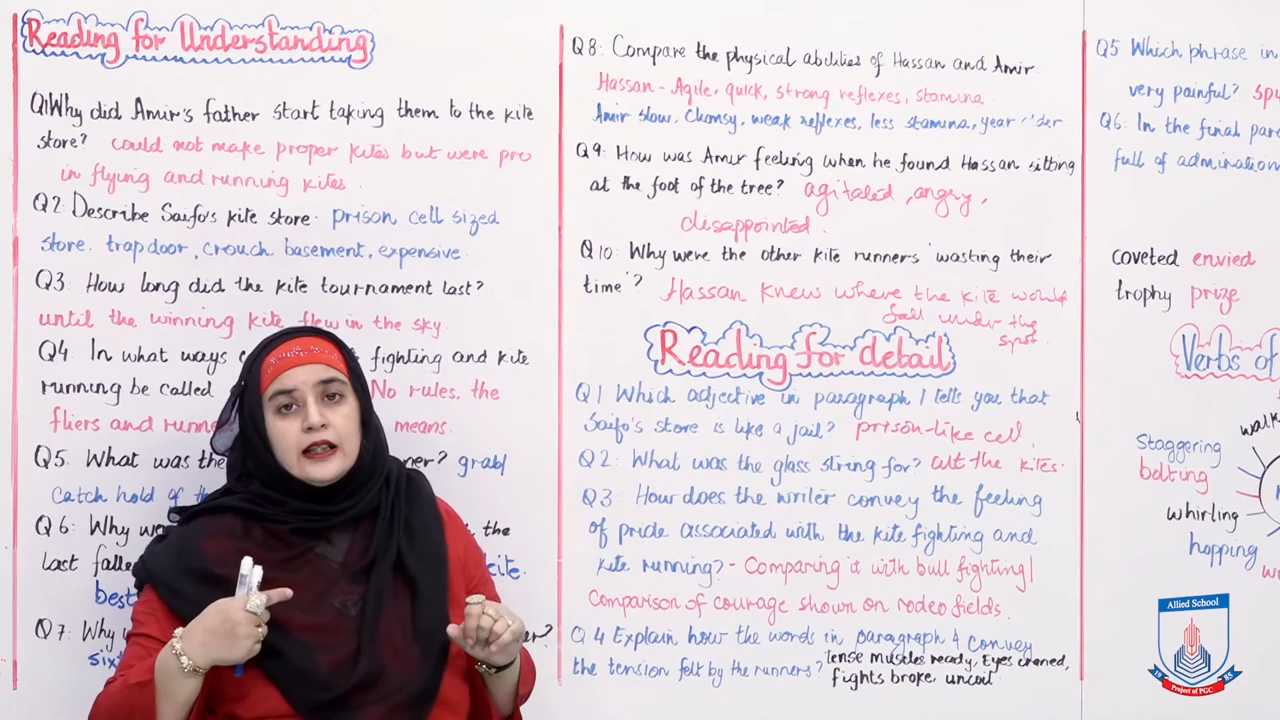 Reading for Understanding
Q1 Why did Amir's father start taking them to the kite
store? could not make proper kites but were pro
in flying and running kites.
Q2: Describe Saifo's kite store. prison cell sized
store. trap door, crouch. basement, expensive.
Q3: How long did the kite tournament last?
until the winning kite flew in the sky.
Q4 In what ways fighting and kite
running be called No rules. the
fliers and means.
Q5. What was the grab/
catch hold of
Q6: Why the
last kite.
best
Q7: Why
Q8: Compare the physical abilities of Hassan and Amir.
Hassan - Agile, quick, strong reflexes, stamina.
Amir slow, clumsy, weak reflexes, less stamina, year
Q9: How was Amir feeling when he found Hassan sitting
at the foot of the tree? agitated, angry,
disappointed.
Q10: Why were the other kite runners 'wasting their
time'? Hassan knew where the kite would
fall. under the
spot.
Reading for detail
Q1 Which adjective in paragraph 1 tells you that
Saifo's store is like a jail? prison-like cell.
Q2: What was the glass string for? cut the kites.
Q3: How does the writer convey the feeling
of pride associated with the kite fighting and
kite running? - Comparing it with bull fighting/
Comparison of courage shown on rodeo fields.
Q4 Explain how the words in paragraph 4 convey
the tension felt by the runners? tense Muscles ready, Eyes craned,
fights broke, uncoil.
Q5 Which phrase in
very painful?
Q6: In the final
full of admiration
coveted envied
trophy prize
Verbs of
Staggering
bolting
whirling
hopping
Allied School
19 85
Project of PGC